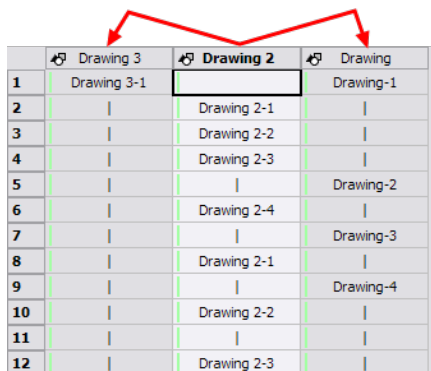 Drawing 3 Drawing 2 Drawing
1 Drawing 3-1 Drawing-1
2 | Drawing 2-1 |
3 | Drawing 2-2 |
4 | Drawing 2-3 |
5 | | Drawing-2
6 | Drawing 2-4 |
7 | | Drawing-3
8 | Drawing 2-1 |
9 | | Drawing-4
10 | Drawing 2-2 |
11 | | |
12 | Drawing 2-3 |